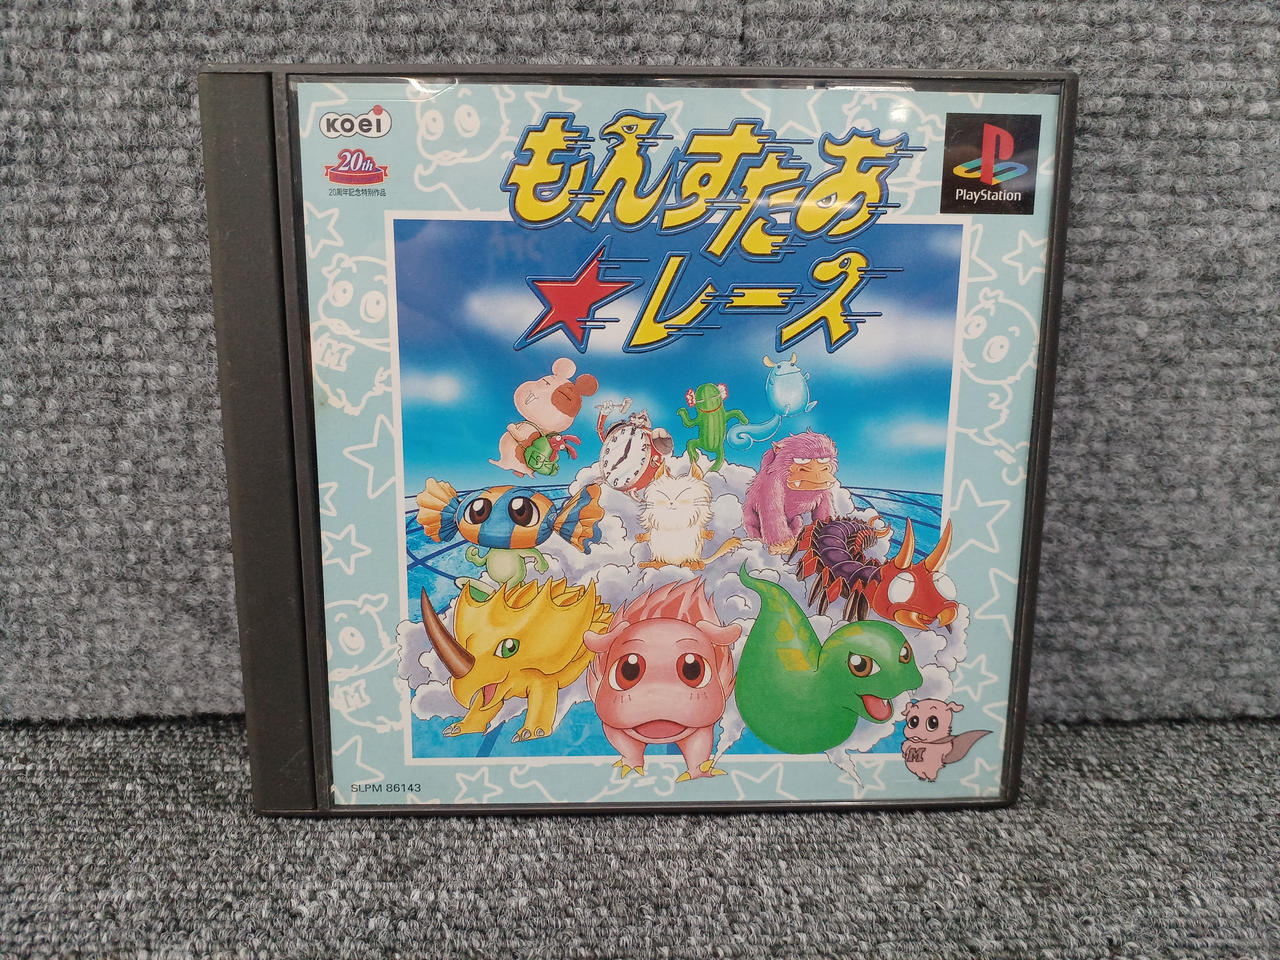 KOEI
20th
20周年記念特別作品
もんすたあ
★レース
PlayStation
M
M
M
SLPM 86143